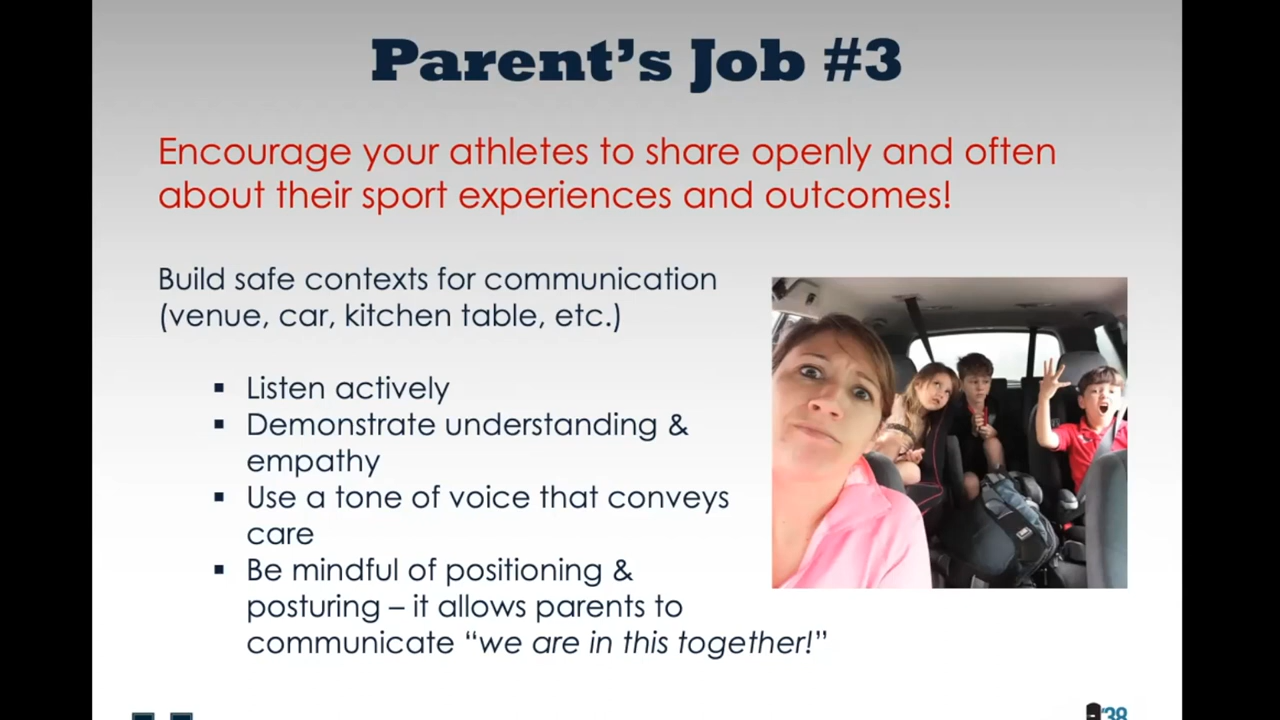 Parent's Job #3
Encourage your athletes to share openly and often
about their sport experiences and outcomes!
Build safe contexts for communication
(venue, car, kitchen table, etc.)
▪ Listen actively
▪ Demonstrate understanding &
empathy
▪ Use a tone of voice that conveys
care
▪ Be mindful of positioning &
posturing – it allows parents to
communicate “we are in this together!”
'38